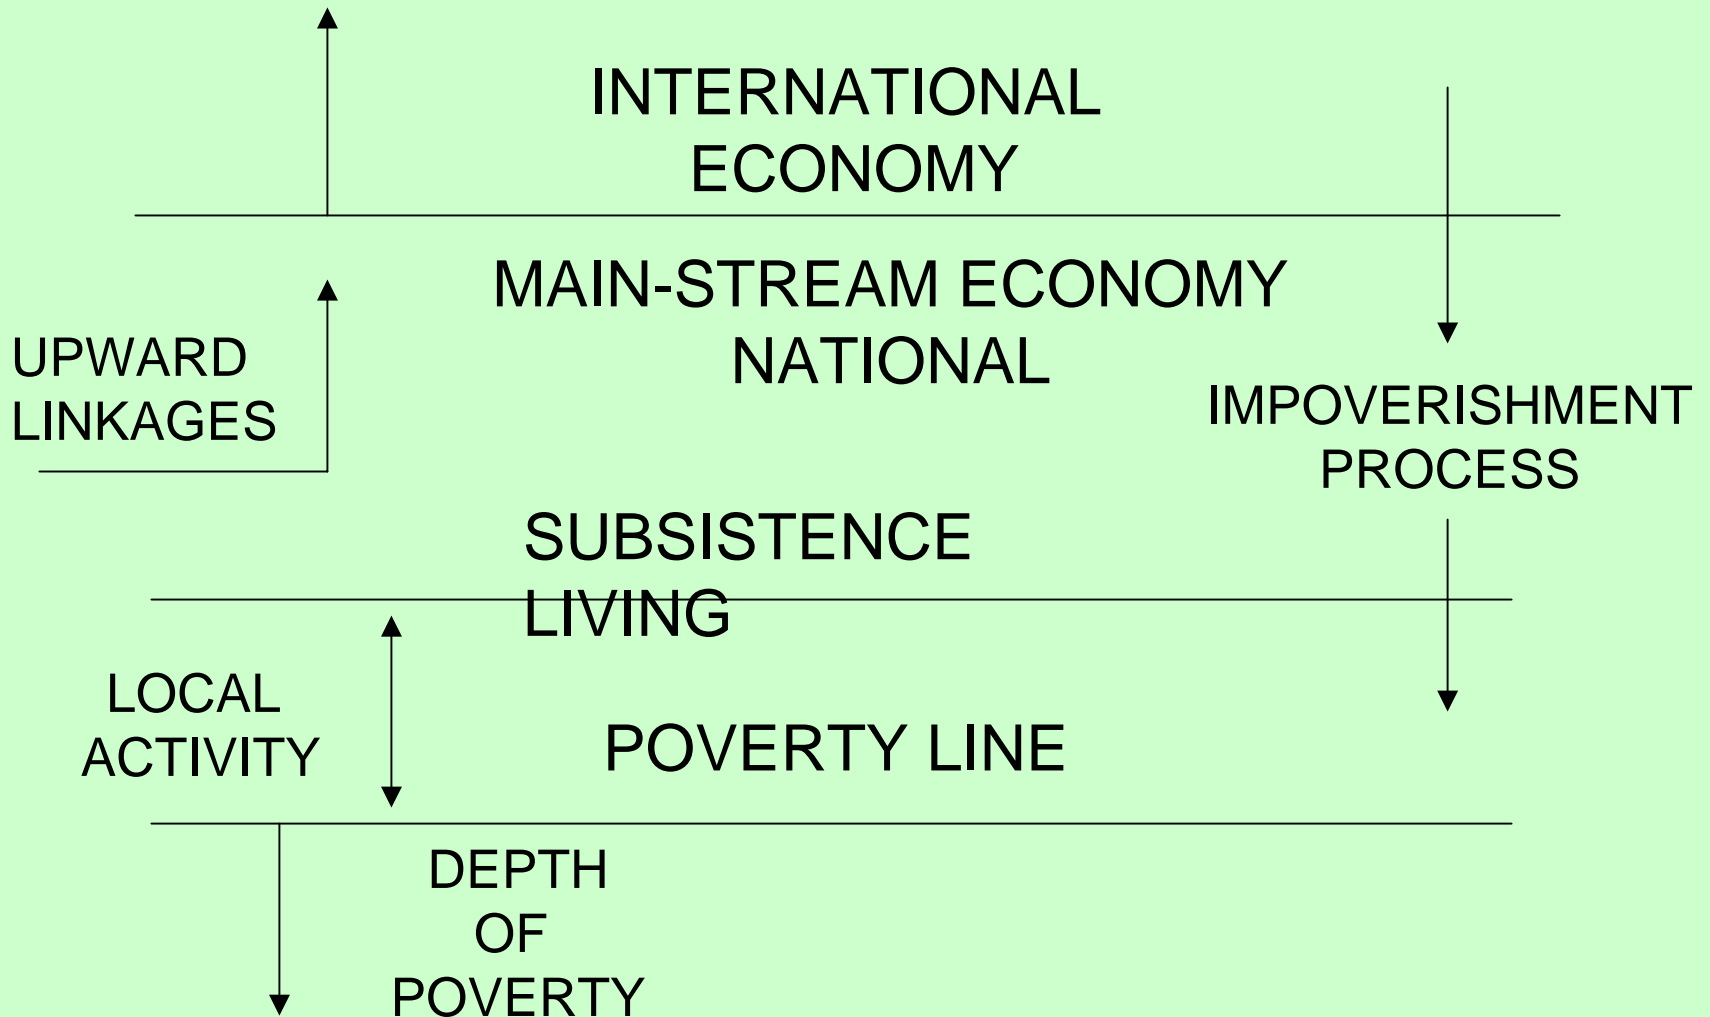 INTERNATIONAL
ECONOMY
MAIN-STREAM ECONOMY
NATIONAL
UPWARD
LINKAGES
IMPOVERISHMENT
PROCESS
SUBSISTENCE
LIVING
LOCAL
ACTIVITY
POVERTY LINE
DEPTH
OF
POVERTY